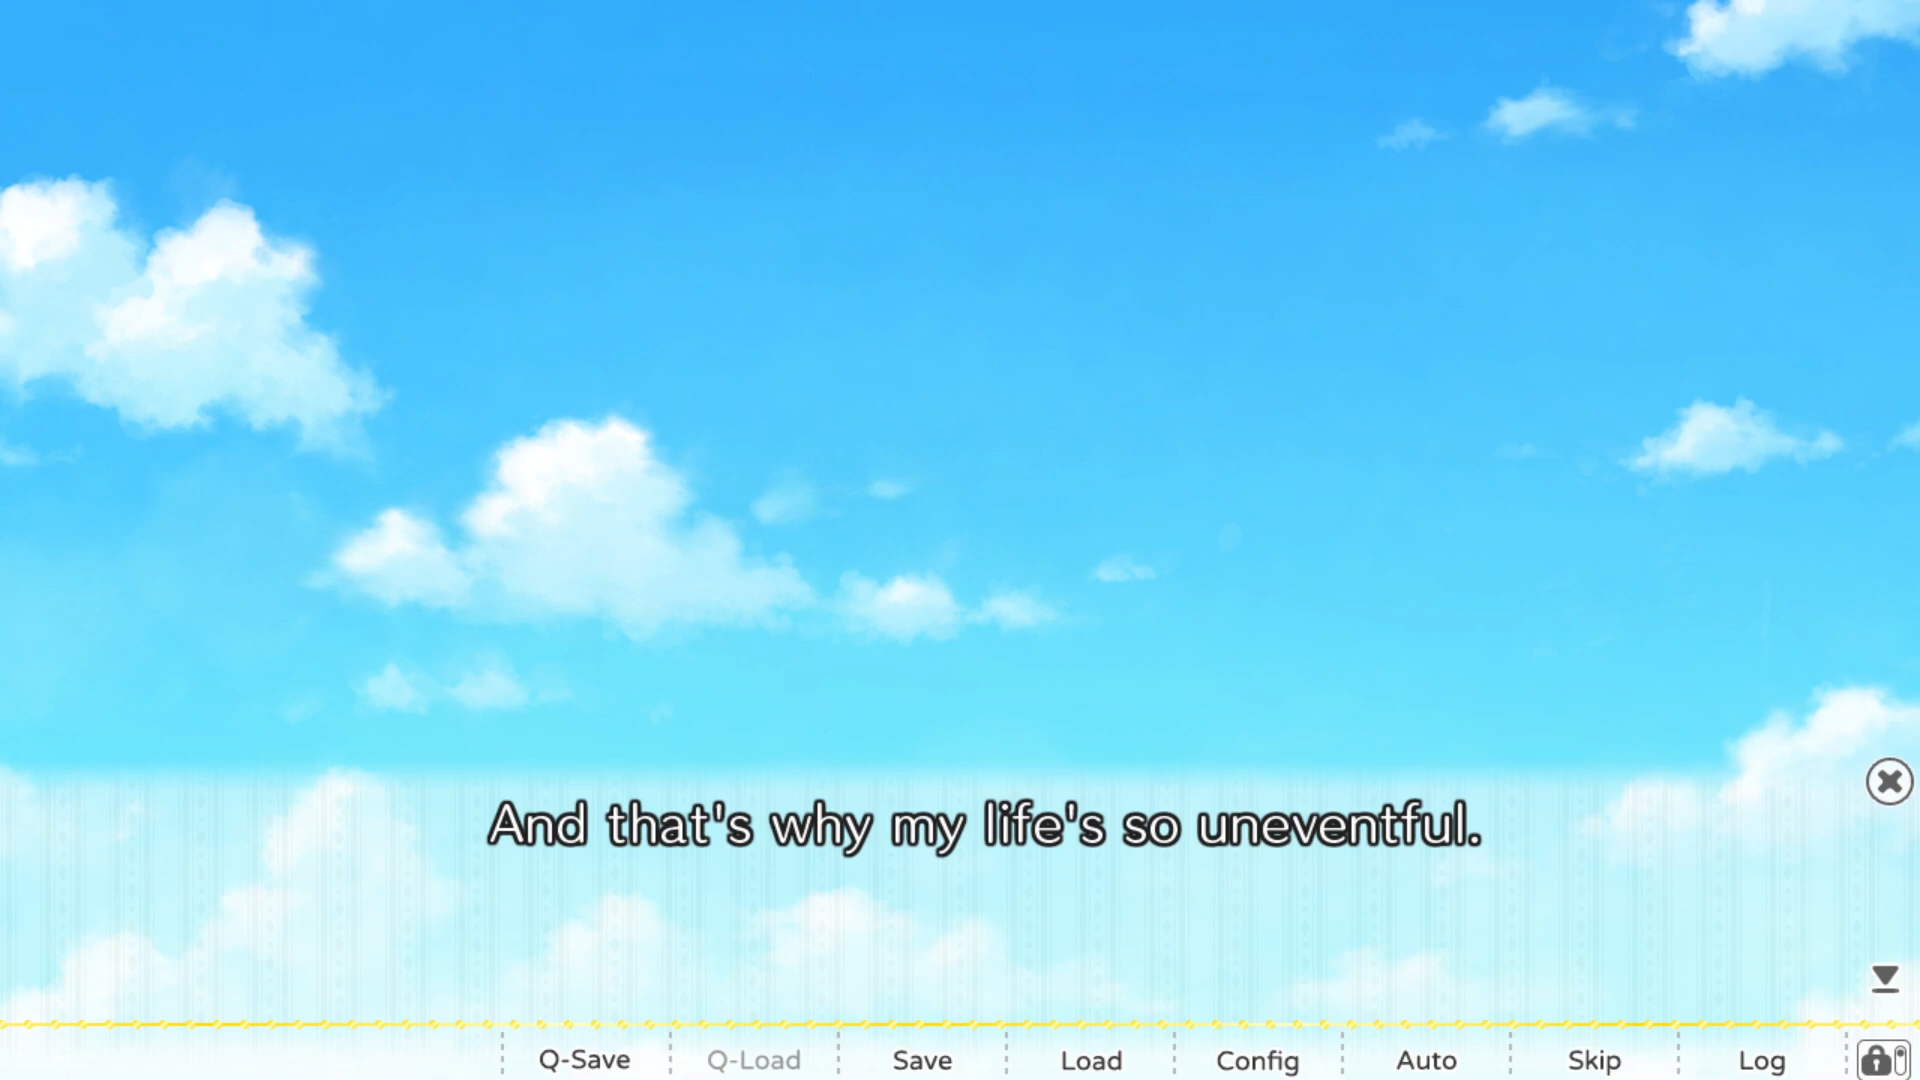 And that's why my life's so uneventful.
Q-Save Q-Load Save Load Config Auto Skip Log